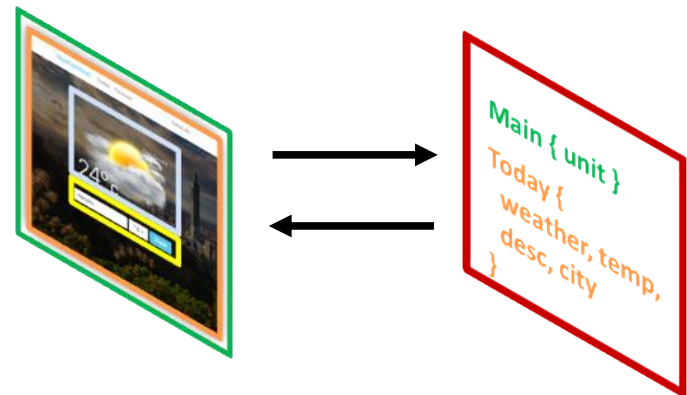 24° C
Main { unit }
Today {
weather, temp,
desc, city
}